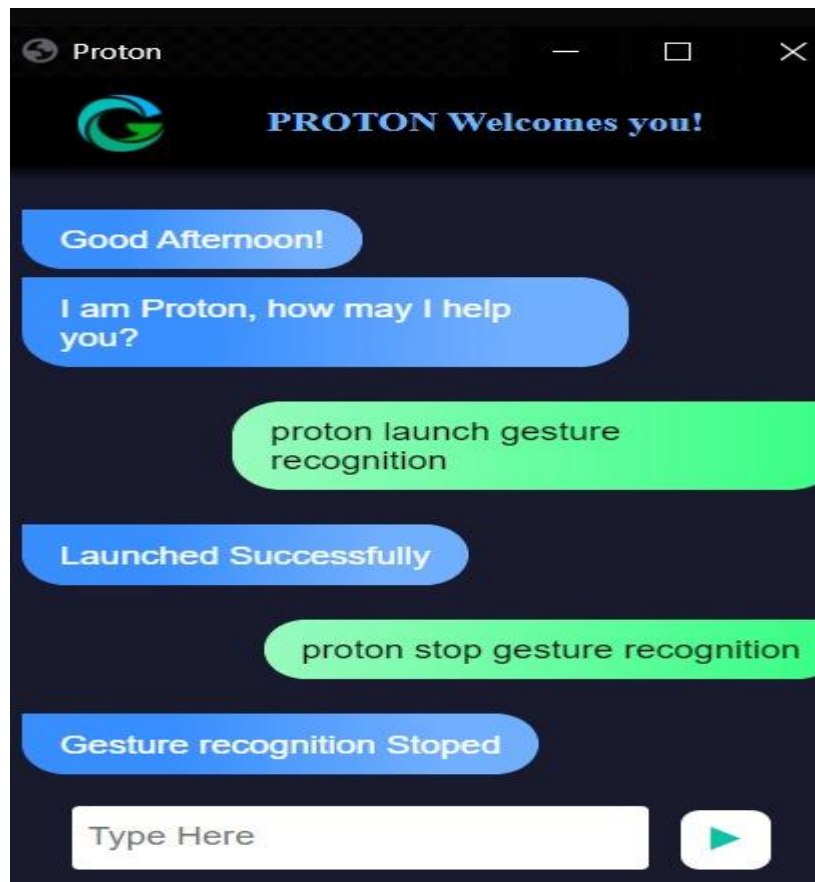 Proton
PROTON Welcomes you!
Good Afternoon!
I am Proton, how may I help
you?
proton launch gesture
recognition
Launched Successfully
proton stop gesture recognition
Gesture recognition Stoped
Type Here